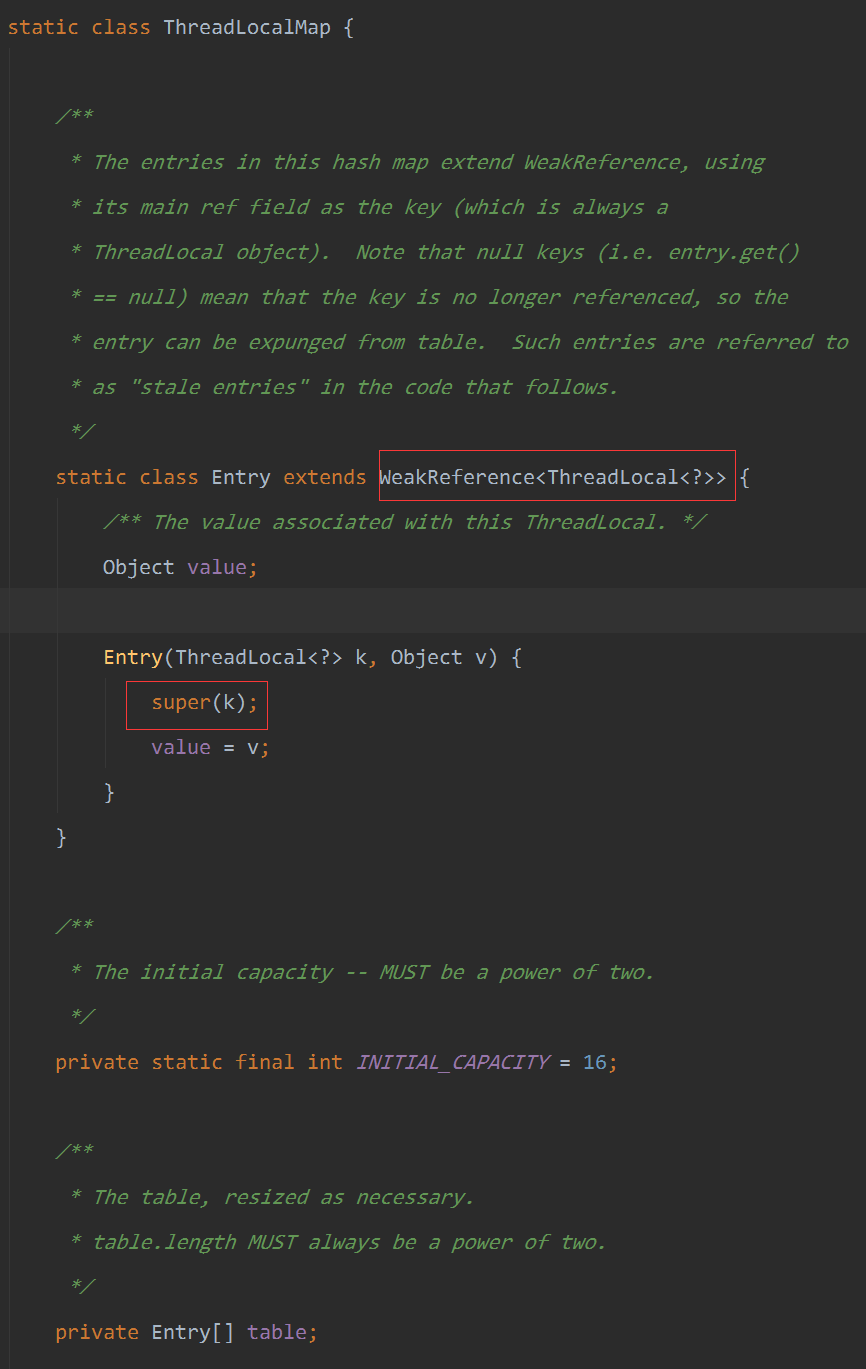 static class ThreadLocalMap {
/**
* The entries in this hash map extend WeakReference, using
* its main ref field as the key (which is always a
* ThreadLocal object).  Note that null keys (i.e. entry.get()
* == null) mean that the key is no longer referenced, so the
* entry can be expunged from table.  Such entries are referred to
* as "stale entries" in the code that follows.
*/
static class Entry extends WeakReference<ThreadLocal<?>> {
/** The value associated with this ThreadLocal. */
Object value;
Entry(ThreadLocal<?> k, Object v) {
super(k);
value = v;
}
}
/**
* The initial capacity -- MUST be a power of two.
*/
private static final int INITIAL_CAPACITY = 16;
/**
* The table, resized as necessary.
* table.length MUST always be a power of two.
*/
private Entry[] table;